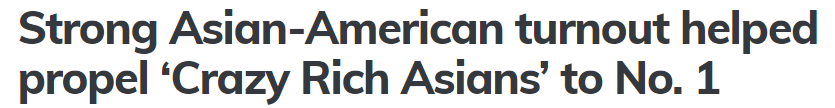 Strong Asian-American turnout helped
propel ‘Crazy Rich Asians’ to No. 1